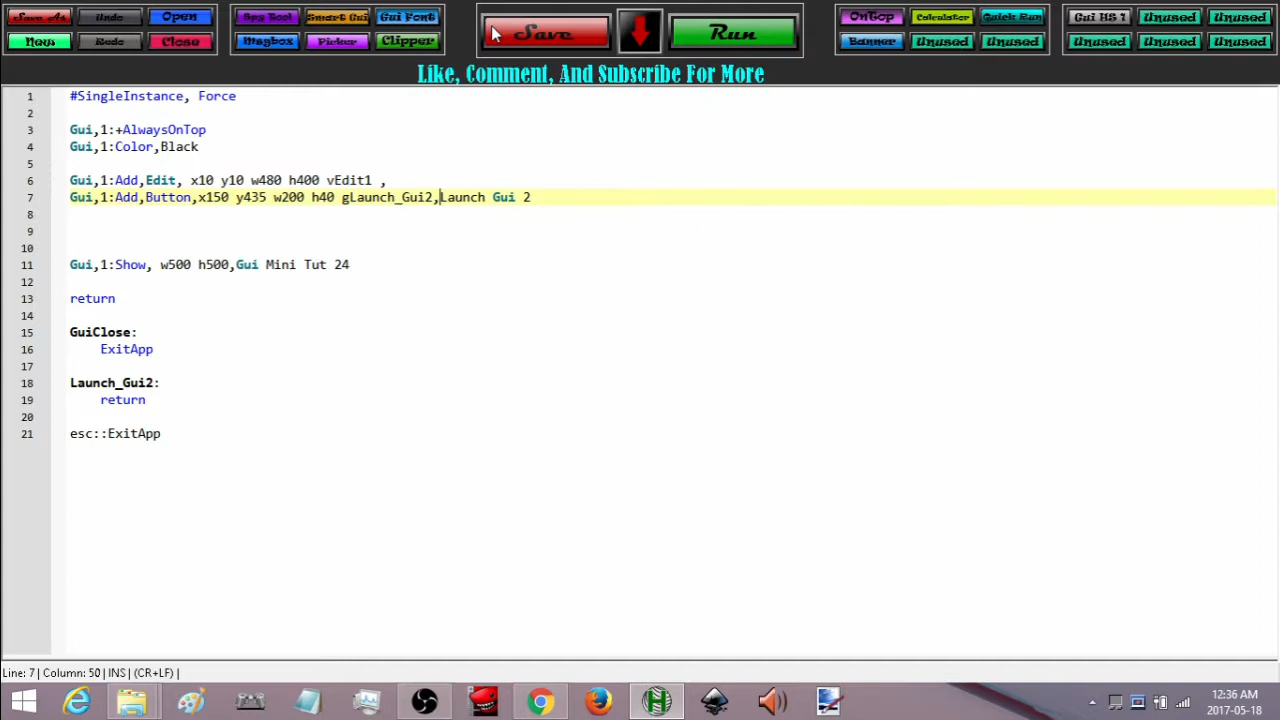 Save As Undo Open Spy Tool Smart Gui Gui Font Save Run OnTop Calculator Quick Run Gui HS 1 Unused Unused
New Redo Close Msgbox Picker Clipper Banner Unused Unused Unused Unused Unused
Like, Comment, And Subscribe For More
1 #SingleInstance, Force
2
3 Gui,1:+AlwaysOnTop
4 Gui,1:Color,Black
5
6 Gui,1:Add,Edit, x10 y10 w480 h400 vEdit1 ,
7 Gui,1:Add,Button,x150 y435 w200 h40 gLaunch_Gui2,Launch Gui 2
8
9
10
11 Gui,1:Show, w500 h500,Gui Mini Tut 24
12
13 return
14
15 GuiClose:
16 ExitApp
17
18 Launch_Gui2:
19 return
20
21 esc::ExitApp
Line: 7 | Column: 50 | INS | (CR+LF) |
12:36 AM
2017-05-18